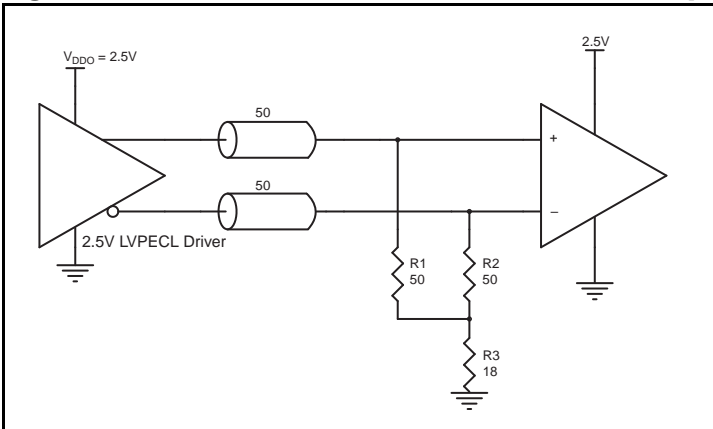 V_DDO = 2.5V
2.5V
50
+
50
–
2.5V LVPECL Driver
R1
50
R2
50
R3
18